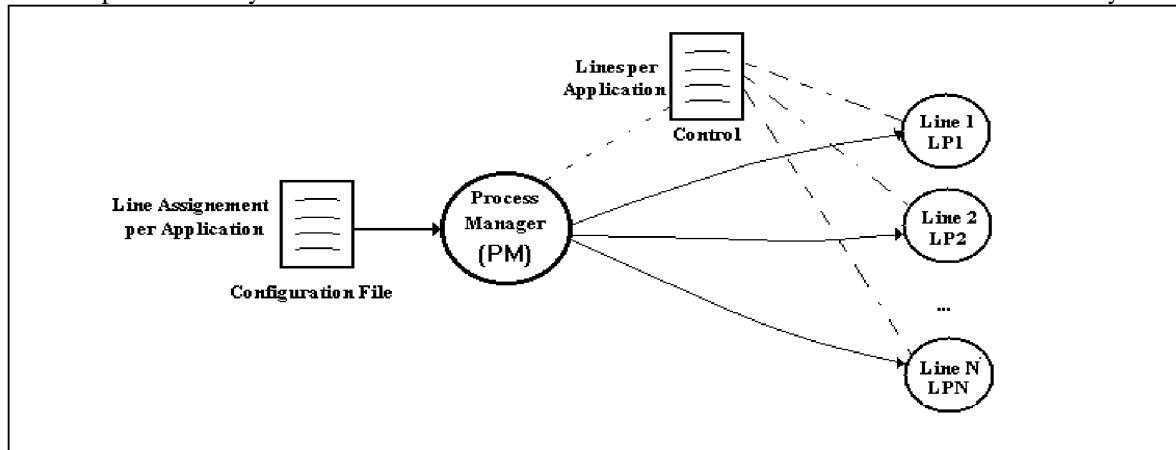 Lines per
Application
Control
Line 1
LP1
Process
Manager
(PM)
Line Assignement
per Application
Configuration File
Line 2
LP2
...
Line N
LPN